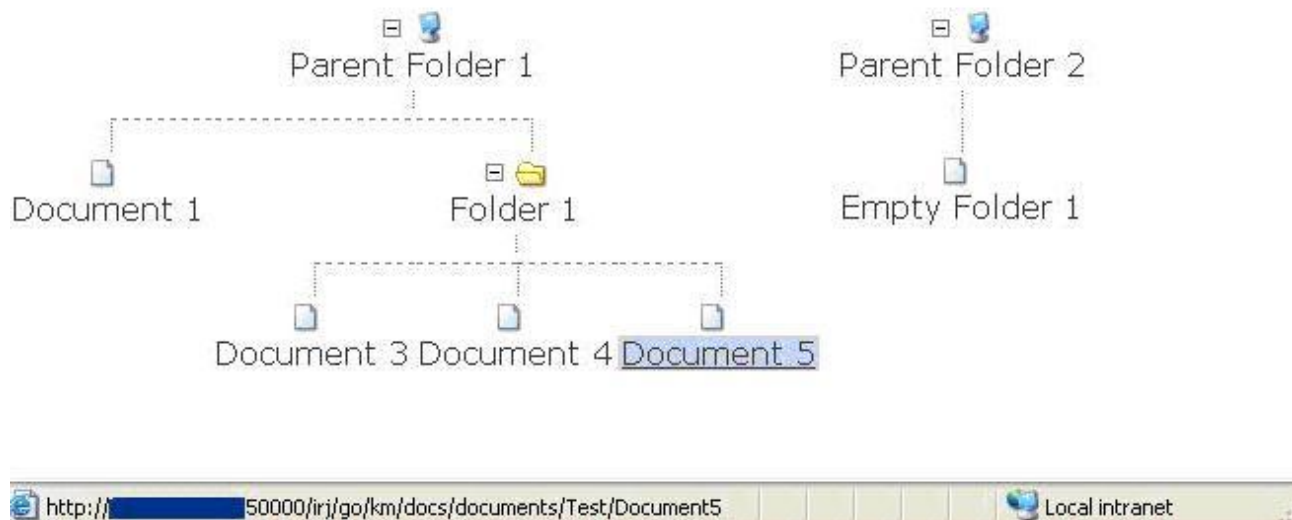 Parent Folder 1 Parent Folder 2
Document 1 Folder 1 Empty Folder 1
Document 3 Document 4 Document 5
http:// 50000/irj/go/km/docs/documents/Test/Document5 Local intranet